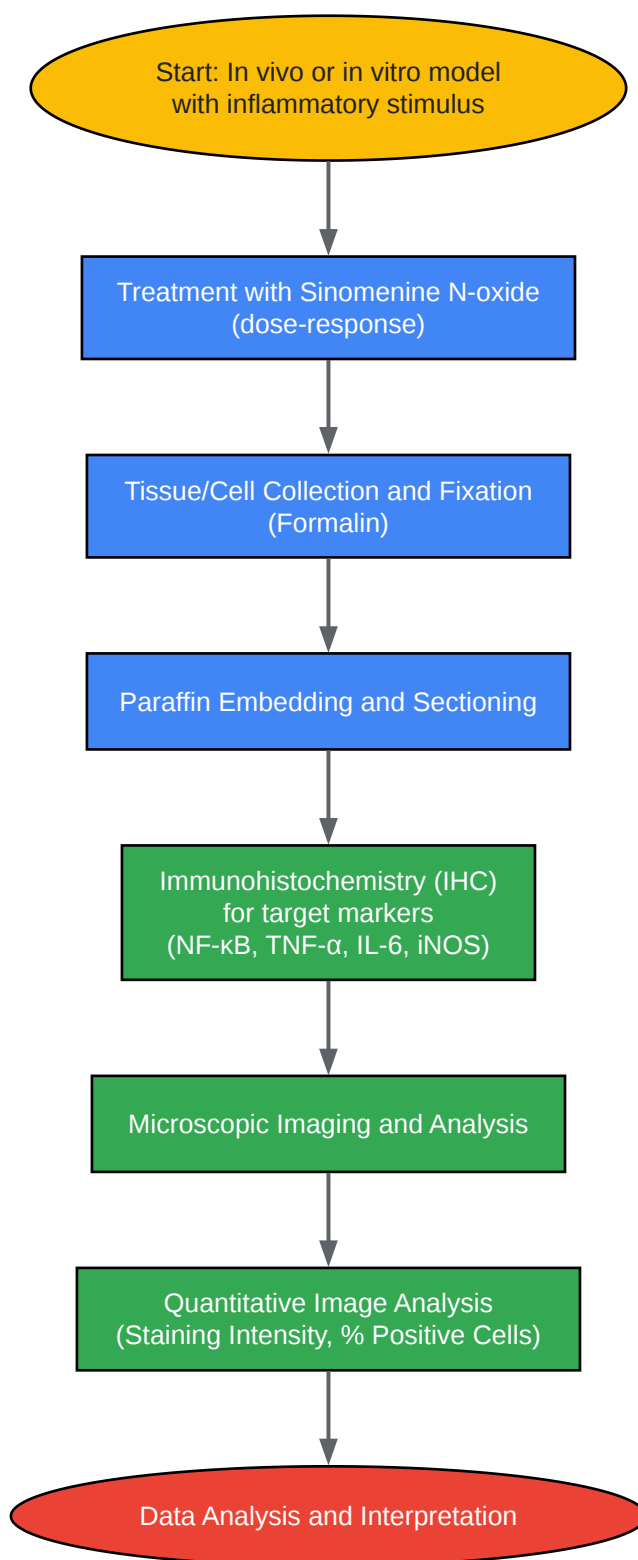 Start: In vivo or in vitro model
with inflammatory stimulus
Treatment with Sinomenine N-oxide
(dose-response)
Tissue/Cell Collection and Fixation
(Formalin)
Paraffin Embedding and Sectioning
Immunohistochemistry (IHC)
for target markers
(NF-κB, TNF-α, IL-6, iNOS)
Microscopic Imaging and Analysis
Quantitative Image Analysis
(Staining Intensity, % Positive Cells)
Data Analysis and Interpretation